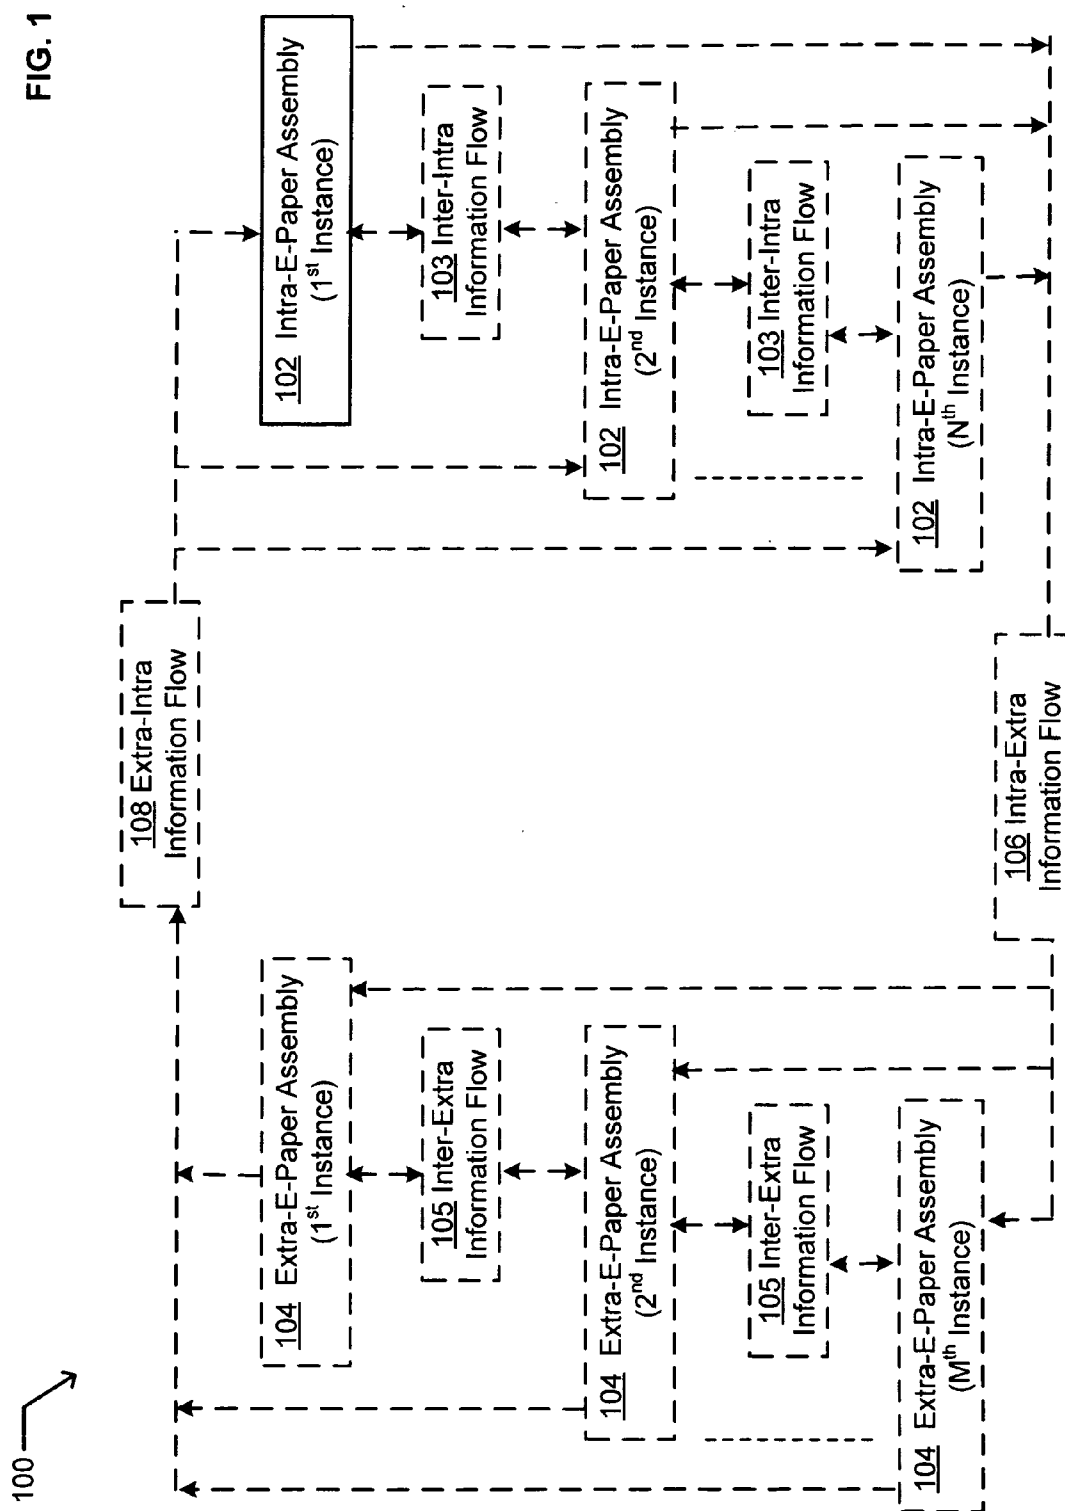 FIG. 1
100
108 Extra-Intra
Information Flow
104 Extra-E-Paper Assembly
(1st Instance)
102 Intra-E-Paper Assembly
(1st Instance)
105 Inter-Extra
Information Flow
103 Inter-Intra
Information Flow
104 Extra-E-Paper Assembly
(2nd Instance)
102 Intra-E-Paper Assembly
(2nd Instance)
105 Inter-Extra
Information Flow
103 Inter-Intra
Information Flow
104 Extra-E-Paper Assembly
(Mth Instance)
102 Intra-E-Paper Assembly
(Nth Instance)
106 Intra-Extra
Information Flow